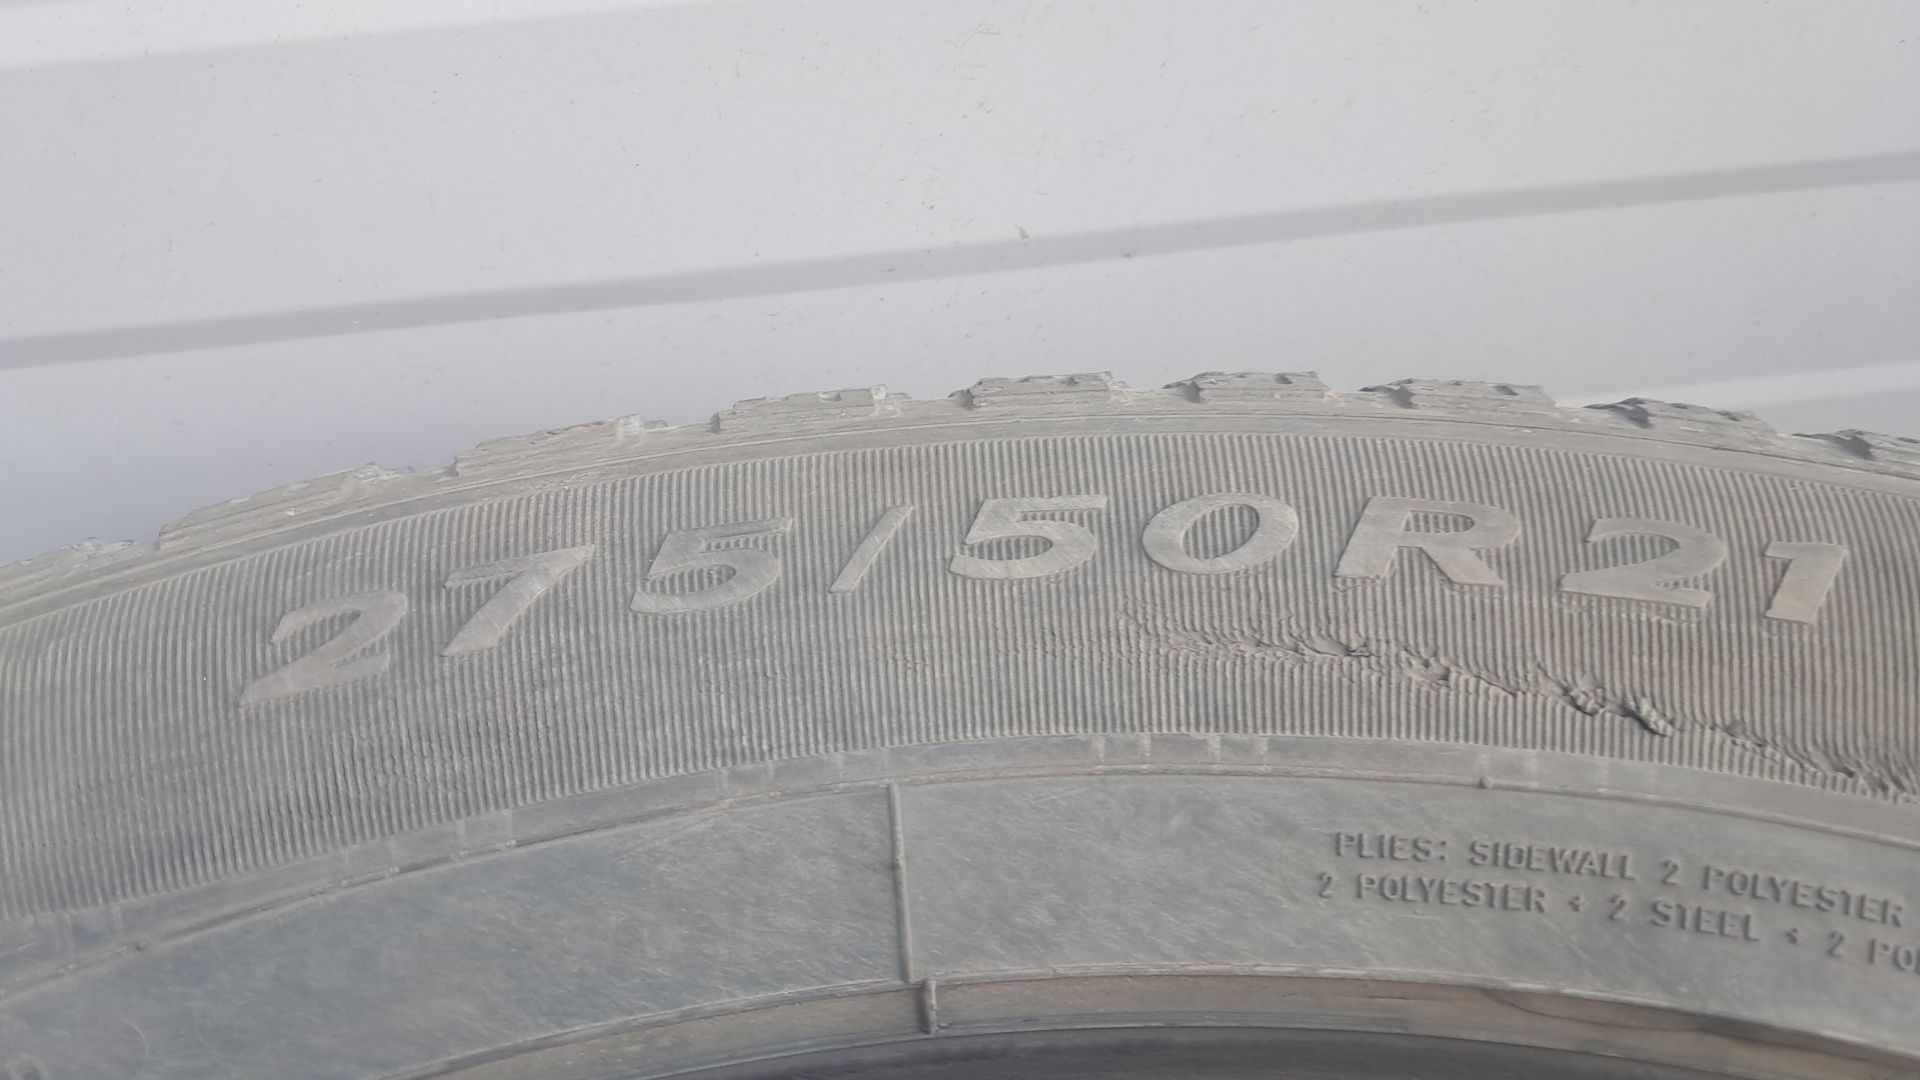 275/50R21
PLIES: SIDEWALL 2 POLYESTER
2 POLYESTER + 2 STEEL + 2